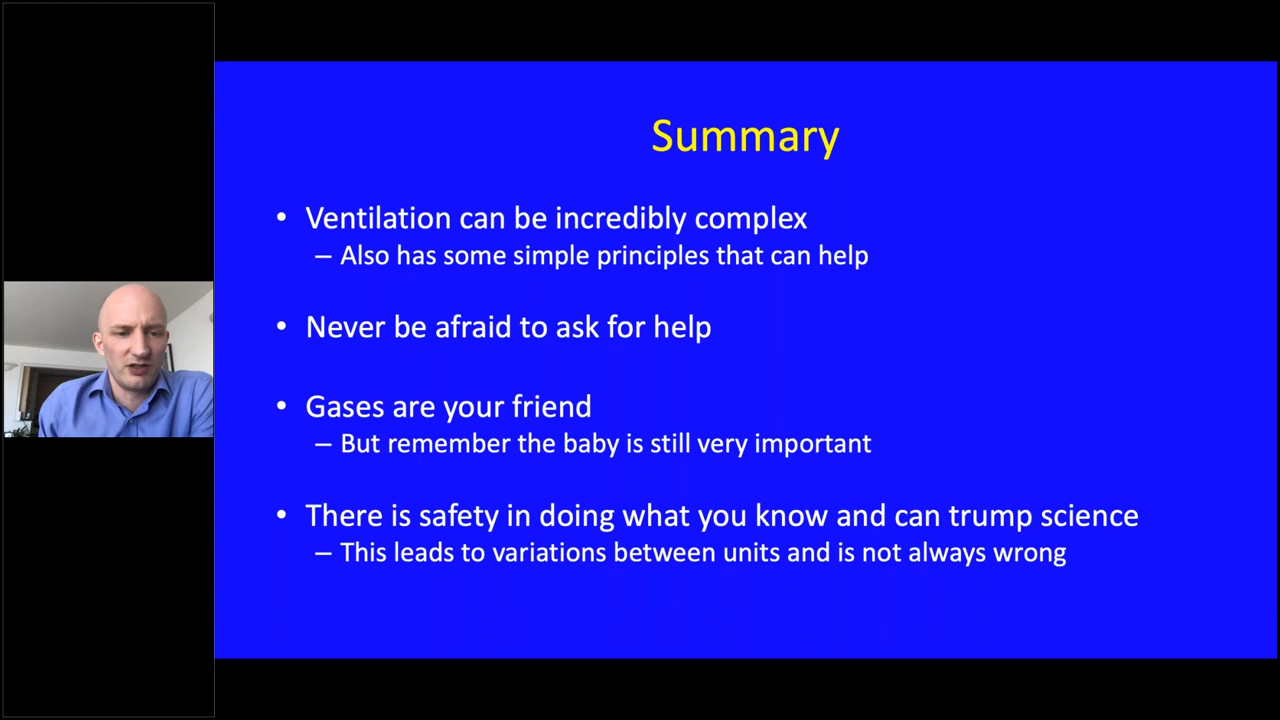 Summary
• Ventilation can be incredibly complex
– Also has some simple principles that can help
• Never be afraid to ask for help
• Gases are your friend
– But remember the baby is still very important
• There is safety in doing what you know and can trump science
– This leads to variations between units and is not always wrong